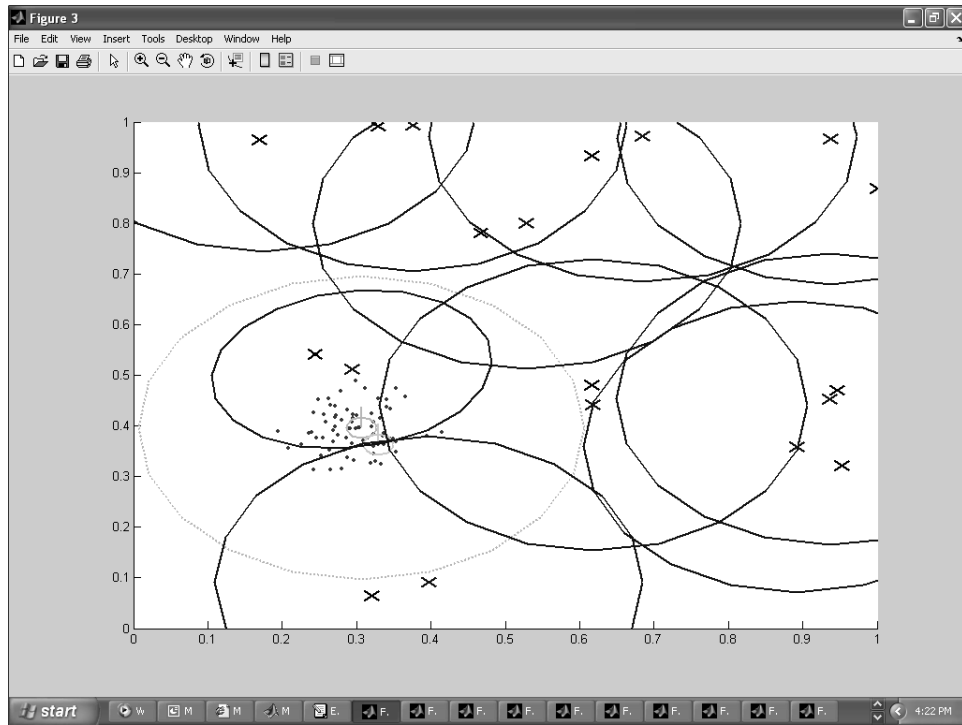 Figure 3
File Edit View Insert Tools Desktop Window Help
1
0.9
0.8
0.7
0.6
0.5
0.4
0.3
0.2
0.1
0
0 0.1 0.2 0.3 0.4 0.5 0.6 0.7 0.8 0.9 1
start W M M M E. F. F. F. F. F. F. F. F. F. F. 4:22 PM